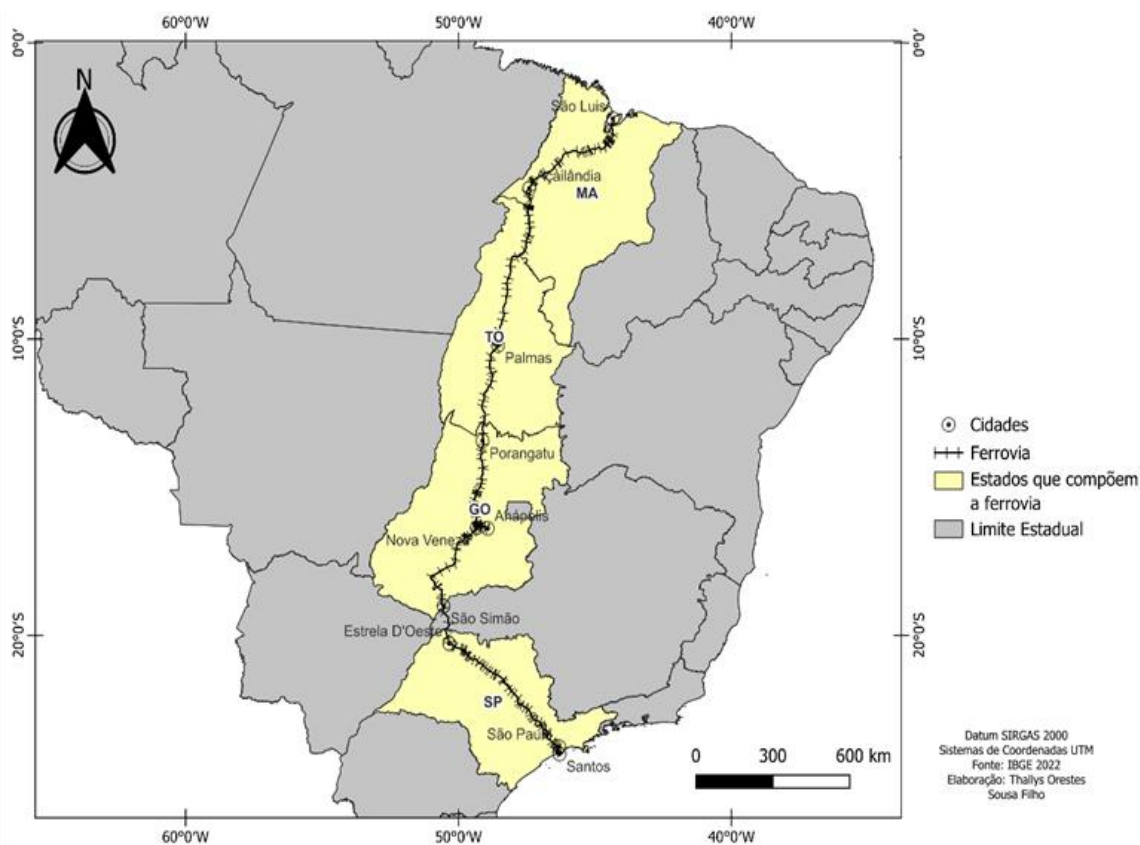 60°0'W 50°0'W 40°0'W
0°0' 0°0'
N
São Luis
çailândia
MA
10°0'S 10°0'S
TO
Palmas
Porangatu
GO
Anápolis
Nova Venez
São Simão
Estrela D'Oeste
20°0'S 20°0'S
SP
São Paul
Santos
Cidades
Ferrovia
Estados que compõem
a ferrovia
Limite Estadual
0 300 600 km
Datum SIRGAS 2000
Sistemas de Coordenadas UTM
Fonte: IBGE 2022
Elaboração: Thallys Orestes
Sousa Filho
60°0'W 50°0'W 40°0'W